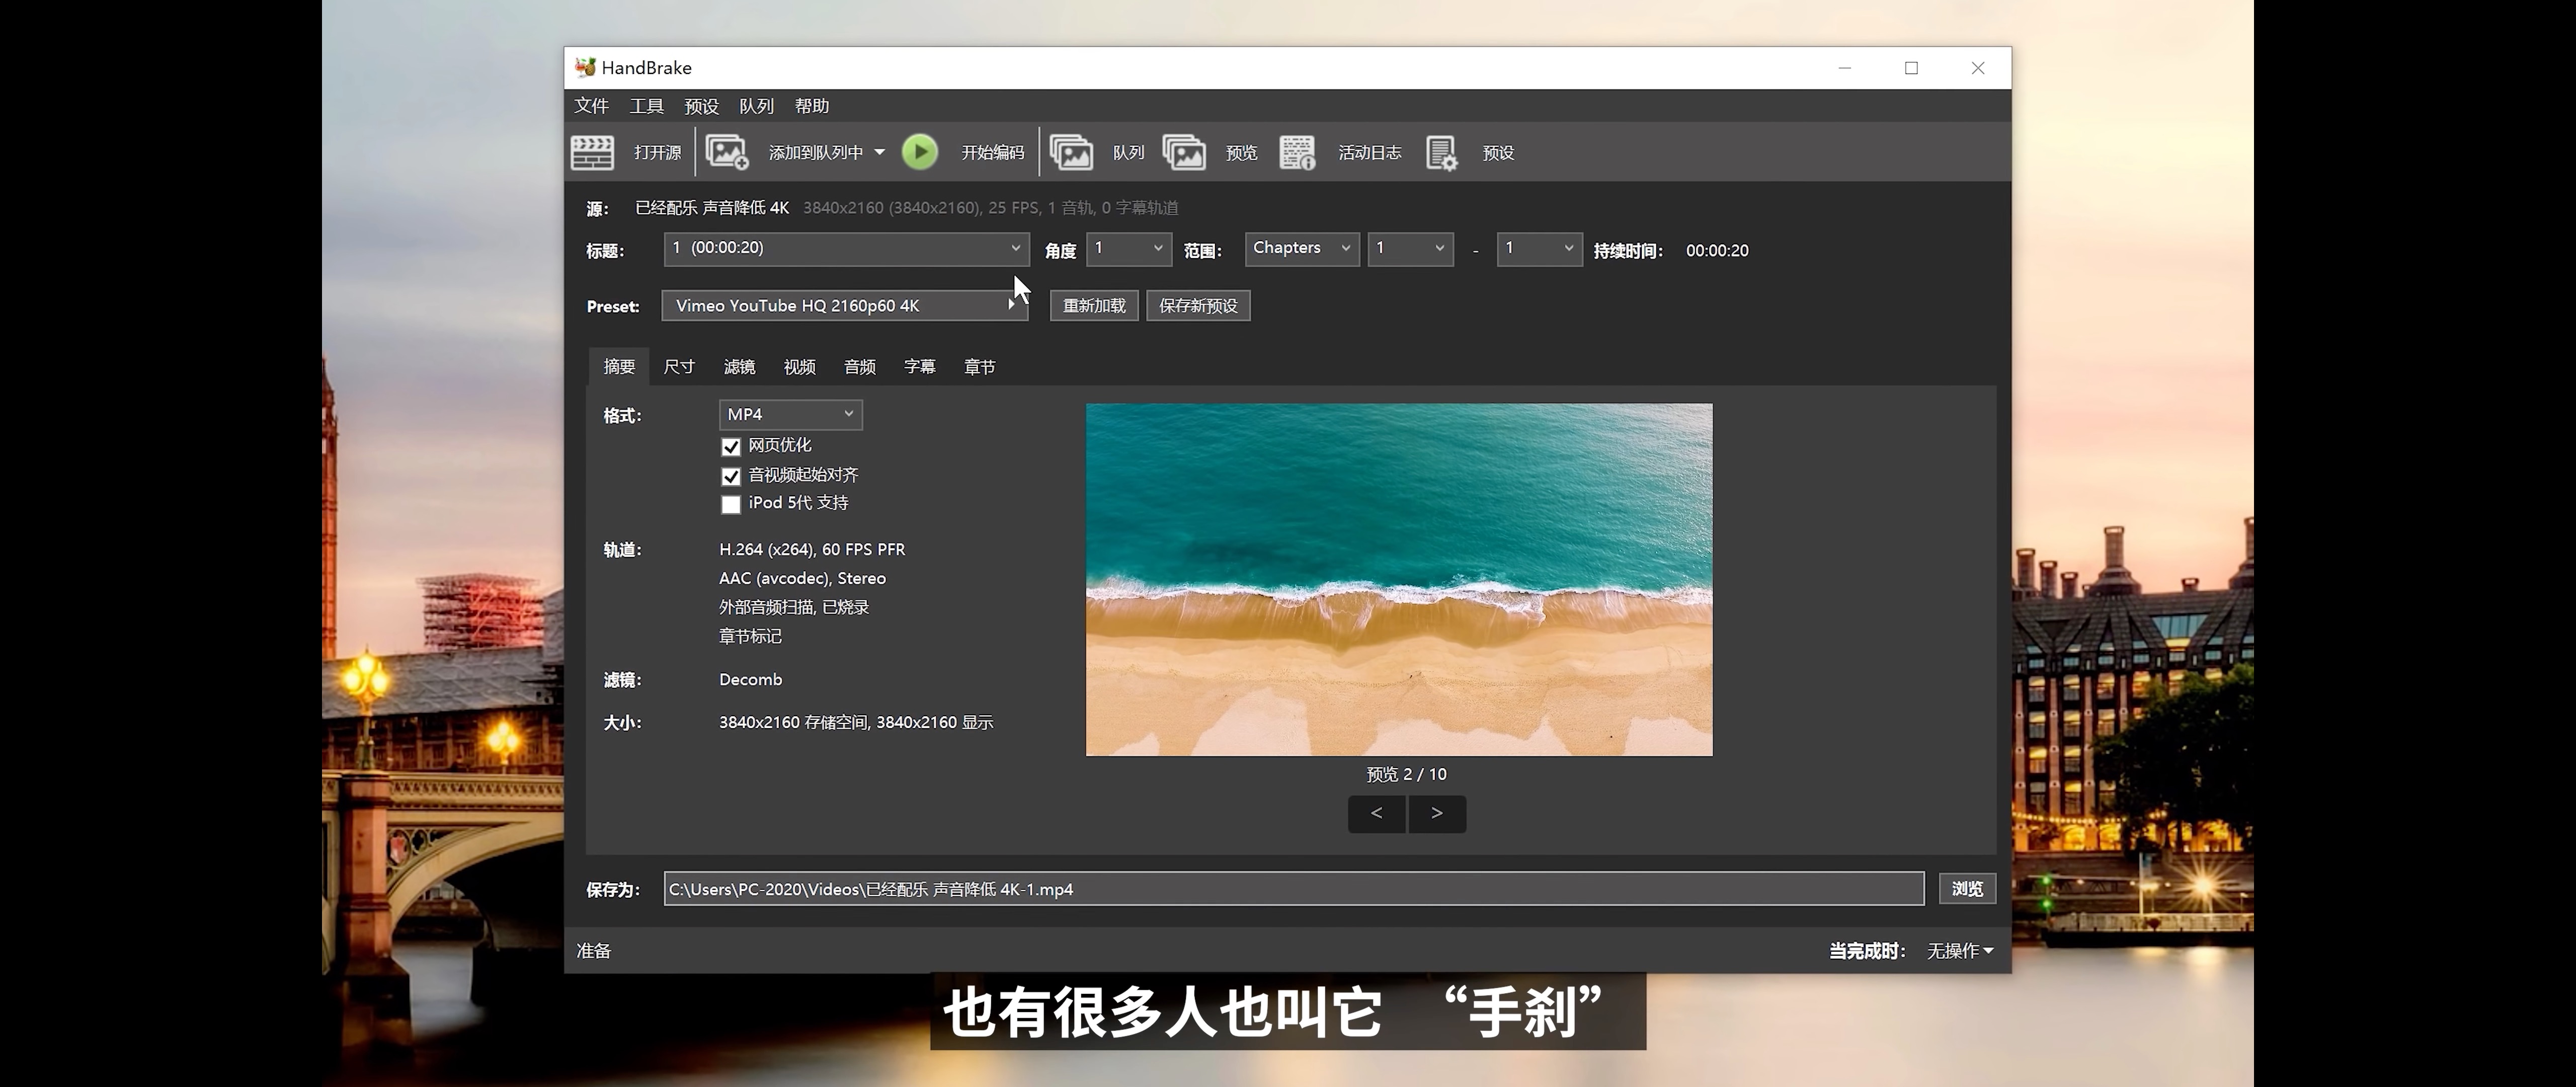 HandBrake
文件 工具 预设 队列 帮助
打开源 添加到队列中 开始编码 队列 预览 活动日志 预设
源: 已经配乐 声音降低 4K 3840x2160 (3840x2160), 25 FPS, 1 音轨, 0 字幕轨道
标题: 1 (00:00:20) 角度 1 范围: Chapters 1 - 1 持续时间: 00:00:20
Preset: Vimeo YouTube HQ 2160p60 4K 重新加载 保存新预设
摘要 尺寸 滤镜 视频 音频 字幕 章节
格式: MP4
网页优化
音视频起始对齐
iPod 5代 支持
轨道: H.264 (x264), 60 FPS PFR
AAC (avcodec), Stereo
外部音频扫描, 已烧录
章节标记
滤镜: Decomb
大小: 3840x2160 存储空间, 3840x2160 显示
预览 2 / 10
< >
保存为: C:\Users\PC-2020\Videos\已经配乐 声音降低 4K-1.mp4 浏览
准备 当完成时: 无操作
也有很多人也叫它 “手刹”